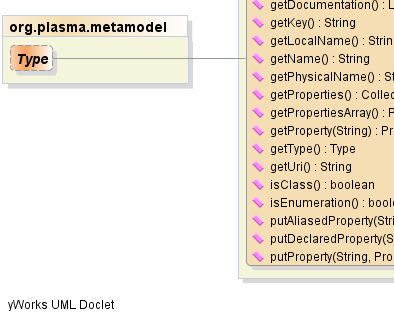 org.plasma.metamodel
Type
getDocumentation() : L
getKey() : String
getLocalName() : Strin
getName() : String
getPhysicalName() : St
getProperties() : Collec
getPropertiesArray() : P
getProperty(String) : Pr
getType() : Type
getUri() : String
isClass() : boolean
isEnumeration() : boole
putAliasedProperty(Stri
putDeclaredProperty(S
putProperty(String, Pro
yWorks UML Doclet